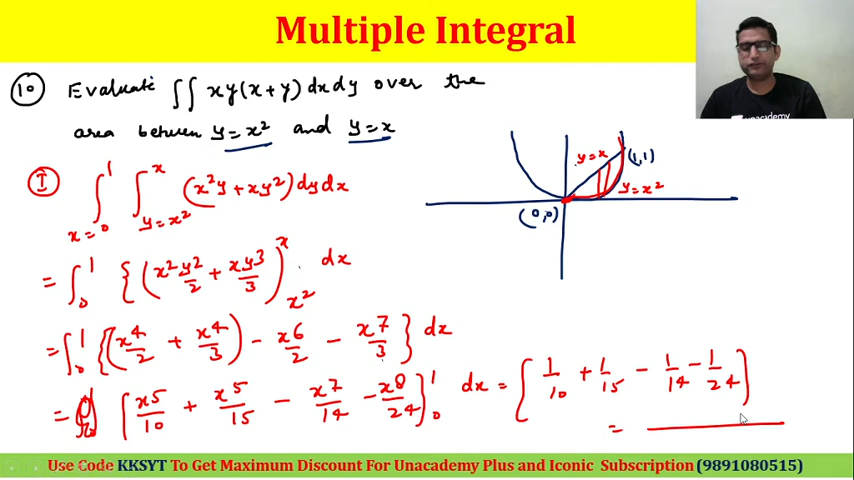 Multiple Integral
(10) Evaluate ∫∫ xy(x+y) dx dy over the
area between y=x² and y=x
(I) ∫_{x=0}^{1} ∫_{y=x²}^{x} (x²y + xy²) dy dx
= ∫_0^1 { (x²y²/2 + xy³/3)_{x²}^{x} dx
= ∫_0^1 {(x4/2 + x4/3) - x6/2 - x7/3} dx
= [x5/10 + x5/15 - x7/14 - x8/24]_0^1 dx = [1/10 + 1/15 - 1/14 - 1/24]
=
y=x
(1,1)
y=x²
(0,0)
unacademy
Use Code KKSYT To Get Maximum Discount For Unacademy Plus and Iconic Subscription (9891080515)